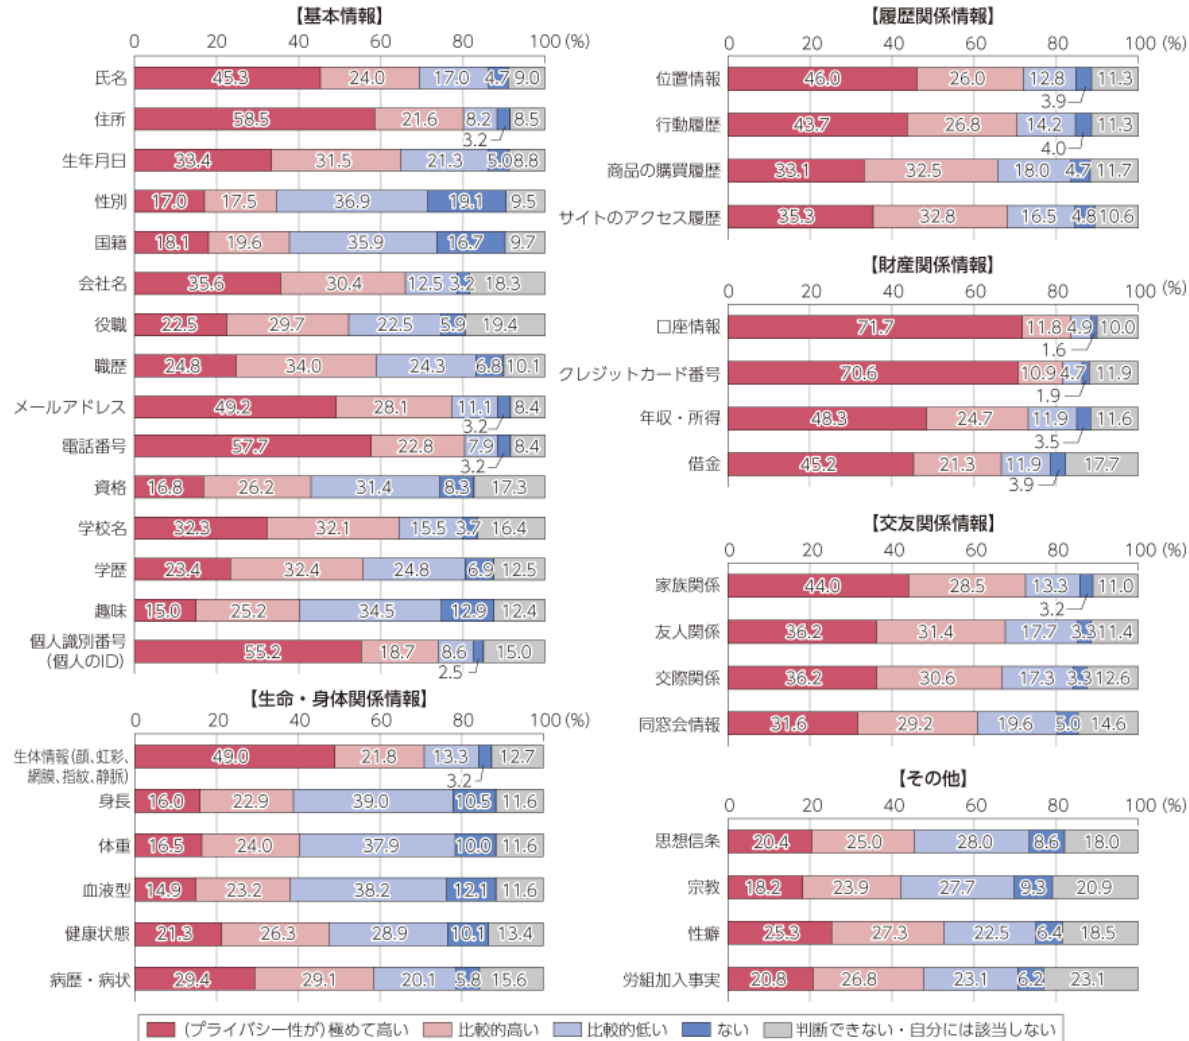 【基本情報】
0 20 40 60 80 100 (%)
氏名 45.3 24.0 17.0 4.7 9.0
住所 58.5 21.6 8.2 8.5
3.2
生年月日 33.4 31.5 21.3 5.0 8.8
性別 17.0 17.5 36.9 19.1 9.5
国籍 18.1 19.6 35.9 16.7 9.7
会社名 35.6 30.4 12.5 3.2 18.3
役職 22.5 29.7 22.5 5.9 19.4
職歴 24.8 34.0 24.3 6.8 10.1
メールアドレス 49.2 28.1 11.1 8.4
3.2
電話番号 57.7 22.8 7.9 8.4
3.2
資格 16.8 26.2 31.4 8.3 17.3
学校名 32.3 32.1 15.5 3.7 16.4
学歴 23.4 32.4 24.8 6.9 12.5
趣味 15.0 25.2 34.5 12.9 12.4
個人識別番号
(個人のID) 55.2 18.7 8.6 15.0
2.5
【生命・身体関係情報】
0 20 40 60 80 100 (%)
生体情報(顔、虹彩、
網膜、指紋、静脈) 49.0 21.8 13.3 12.7
3.2
身長 16.0 22.9 39.0 10.5 11.6
体重 16.5 24.0 37.9 10.0 11.6
血液型 14.9 23.2 38.2 12.1 11.6
健康状態 21.3 26.3 28.9 10.1 13.4
病歴・病状 29.4 29.1 20.1 5.8 15.6
【履歴関係情報】
0 20 40 60 80 100 (%)
位置情報 46.0 26.0 12.8 11.3
3.9
行動履歴 43.7 26.8 14.2 11.3
4.0
商品の購買履歴 33.1 32.5 18.0 4.7 11.7
サイトのアクセス履歴 35.3 32.8 16.5 4.8 10.6
【財産関係情報】
0 20 40 60 80 100 (%)
口座情報 71.7 11.8 4.9 10.0
1.6
クレジットカード番号 70.6 10.9 4.7 11.9
1.9
年収・所得 48.3 24.7 11.9 11.6
3.5
借金 45.2 21.3 11.9 17.7
3.9
【交友関係情報】
0 20 40 60 80 100 (%)
家族関係 44.0 28.5 13.3 11.0
3.2
友人関係 36.2 31.4 17.7 3.3 11.4
交際関係 36.2 30.6 17.3 3.3 12.6
同窓会情報 31.6 29.2 19.6 5.0 14.6
【その他】
0 20 40 60 80 100 (%)
思想信条 20.4 25.0 28.0 8.6 18.0
宗教 18.2 23.9 27.7 9.3 20.9
性癖 25.3 27.3 22.5 6.4 18.5
労組加入事実 20.8 26.8 23.1 6.2 23.1
(プライバシー性が)極めて高い 比較的高い 比較的低い ない 判断できない・自分には該当しない